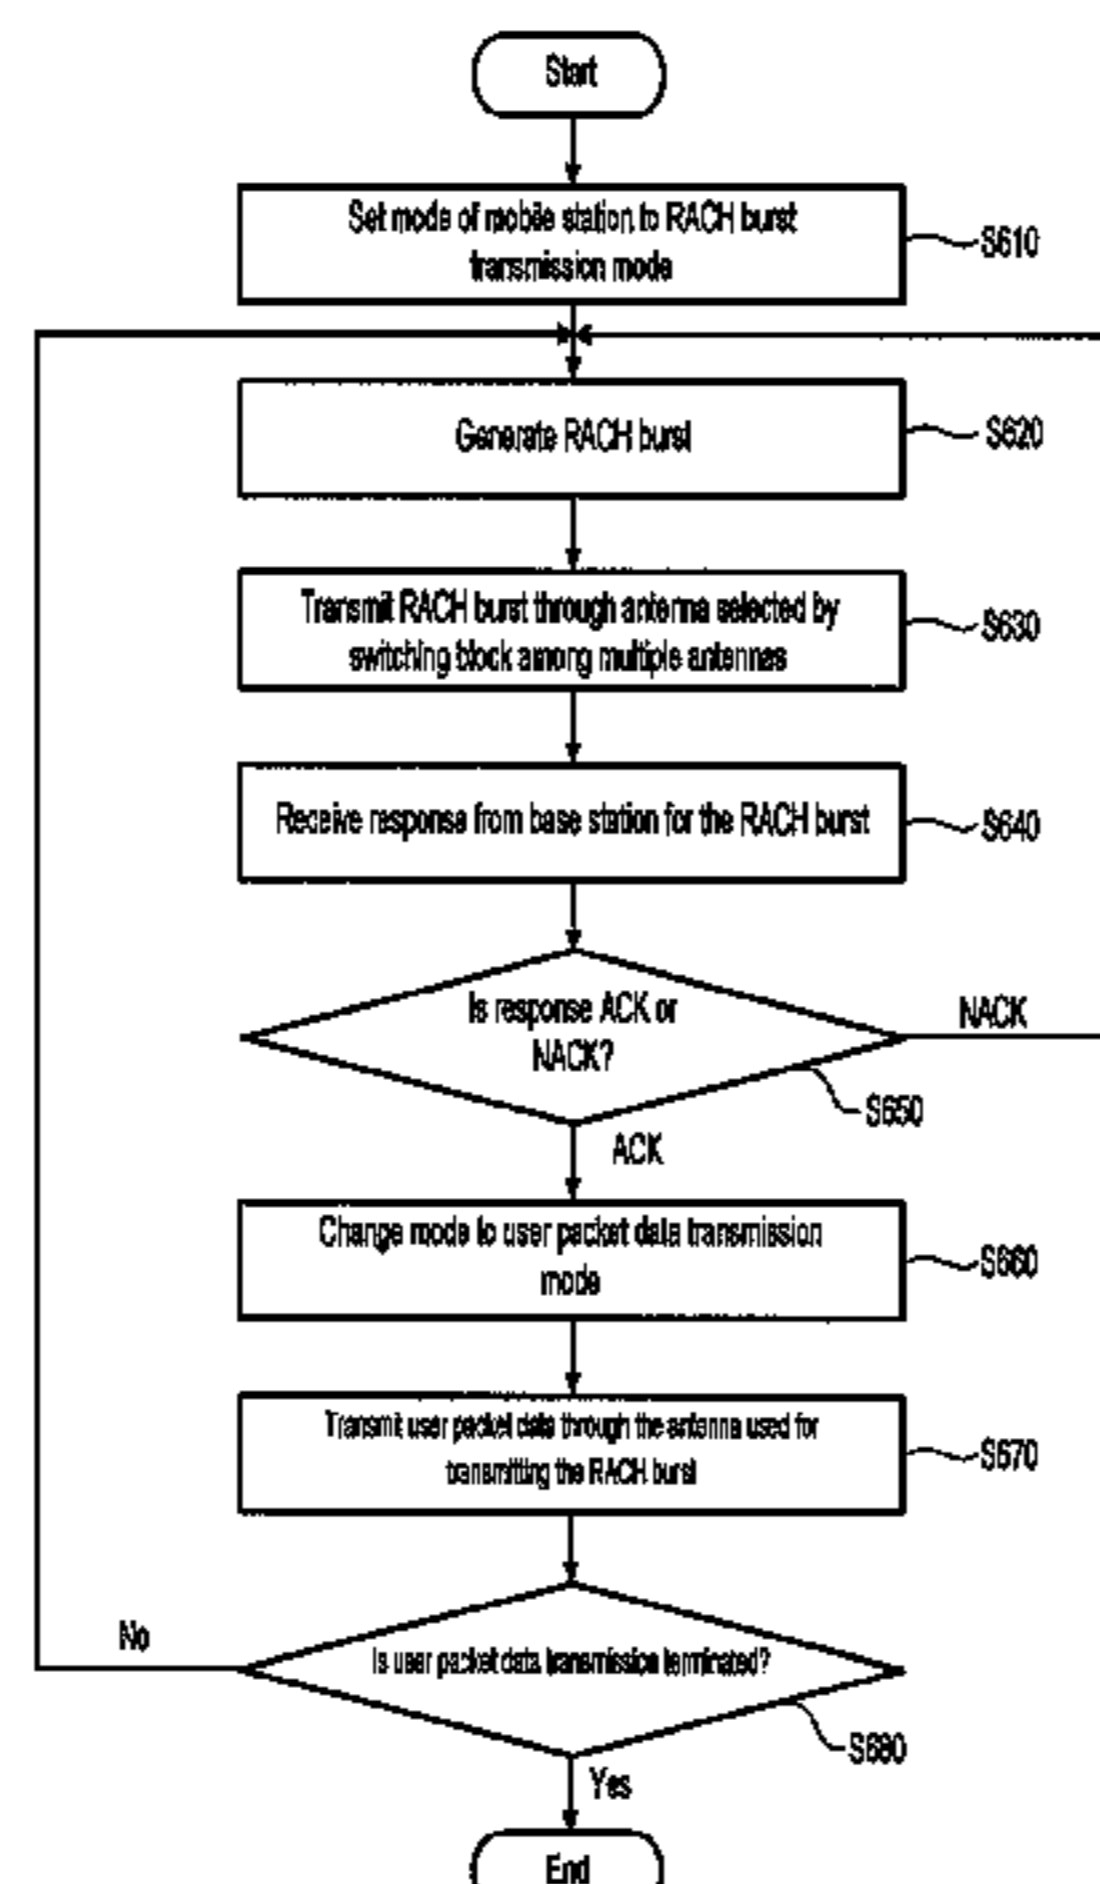 Start
Set mode of mobile station to RACH burst
transmission mode
S610
Generate RACH burst
S620
Transmit RACH burst through antenna selected by
switching block among multiple antennas
S630
Receive response from base station for the RACH burst
S640
Is response ACK or
NACK?
NACK
S650
ACK
Change mode to user packet data transmission
mode
S660
Transmit user packet data through the antenna used for
transmitting the RACH burst
S670
No
Is user packet data transmission terminated?
S680
Yes
End